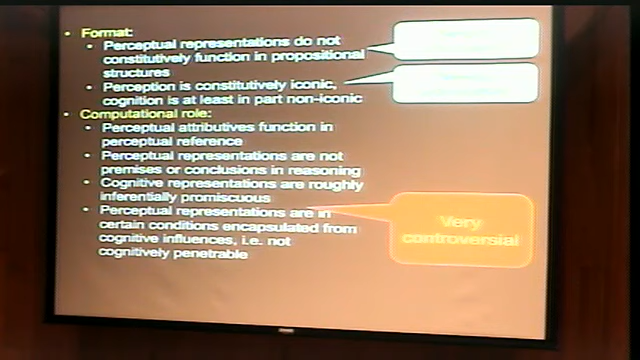 • Format:
• Perceptual representations do not
constitutively function in propositional
structures
• Perception is constitutively iconic,
cognition is at least in part non-iconic
• Computational role:
• Perceptual attributives function in
perceptual reference
• Perceptual representations are not
premises or conclusions in reasoning
• Cognitive representations are roughly
inferentially promiscuous
• Perceptual representations are in
certain conditions encapsulated from
cognitive influences, i.e. not
cognitively penetrable
Very
controversial